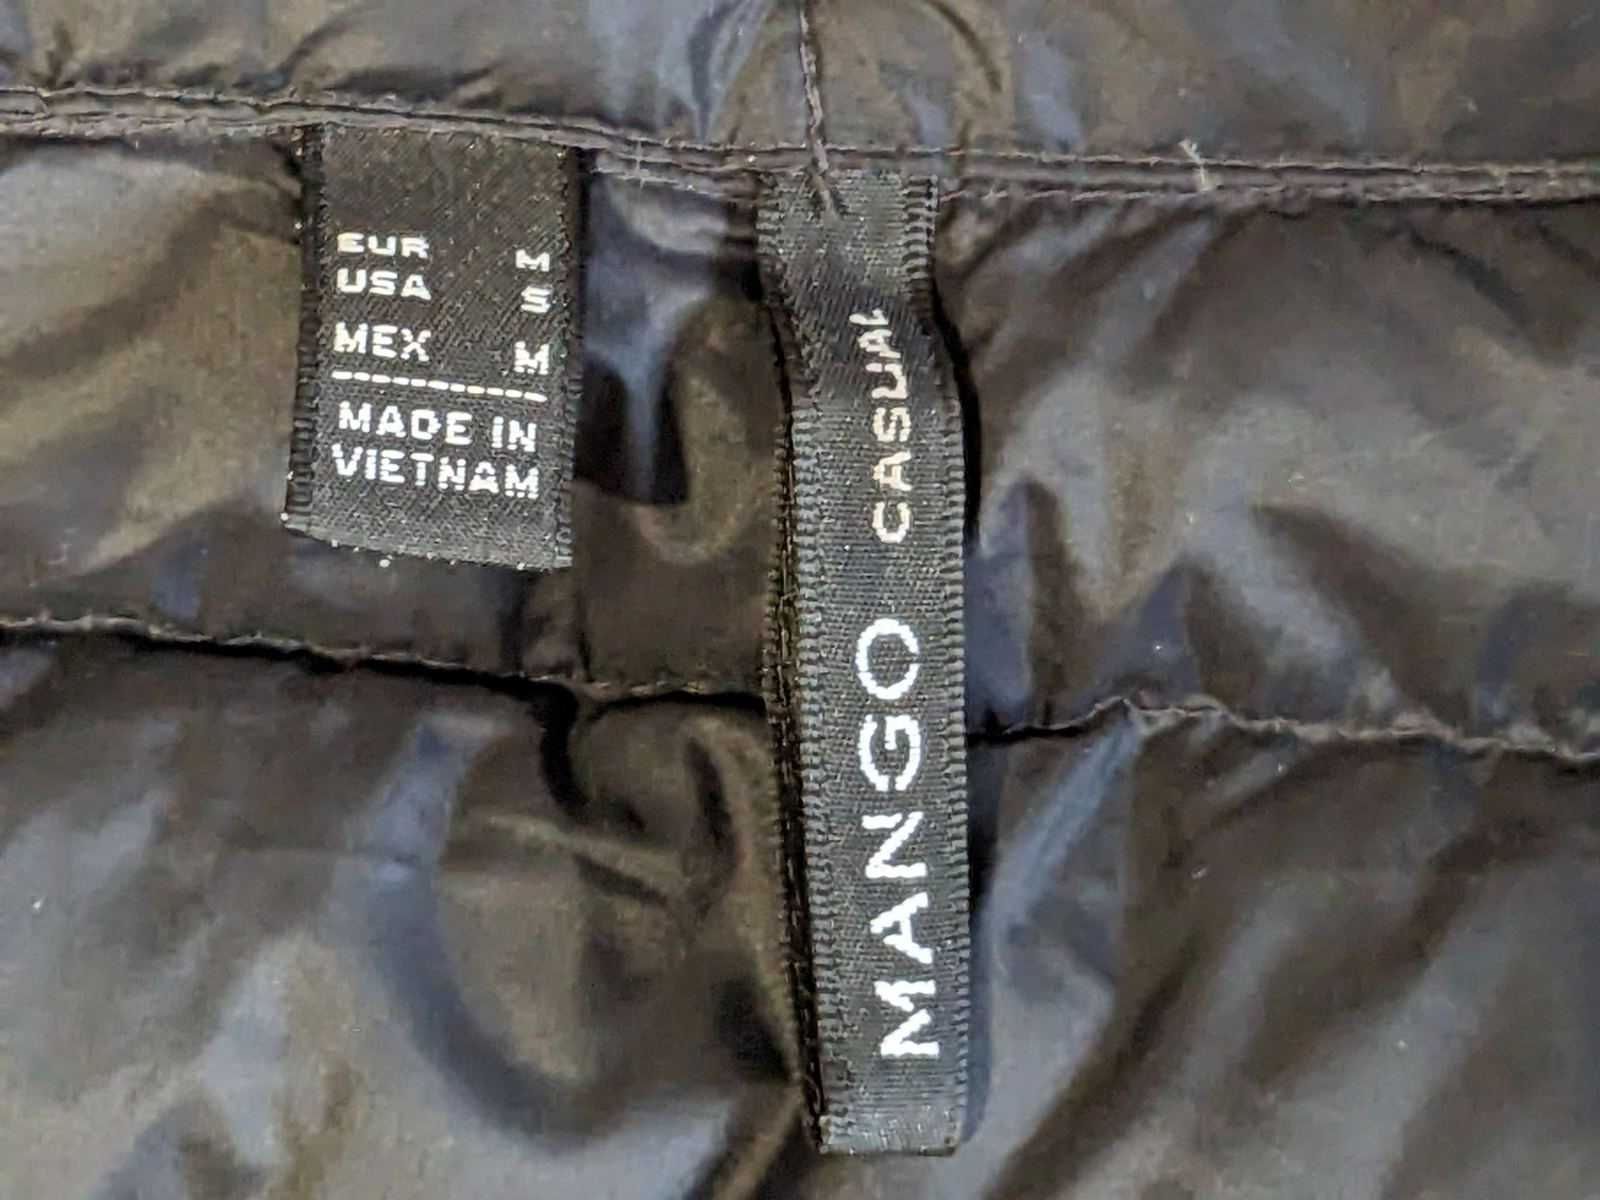 EUR M
USA S
MEX M
MADE IN
VIETNAM
MANGO CASUAL